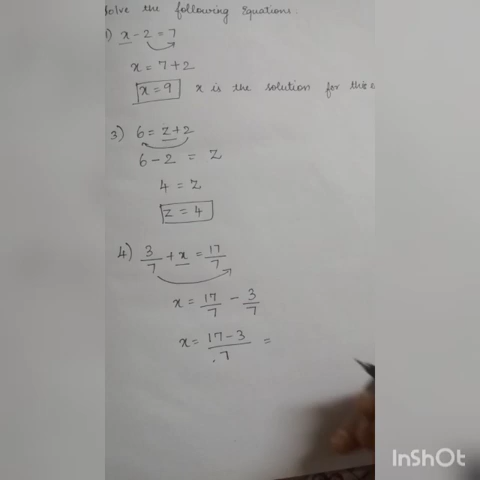 Solve the following Equations.
1) x - 2 = 7
x = 7 + 2
x = 9 x is the solution for this
3) 6 = z + 2
6 - 2 = z
4 = z
z = 4
4) 3/7 + x = 17/7
x = 17/7 - 3/7
x = 17 - 3/7 =
InShOt